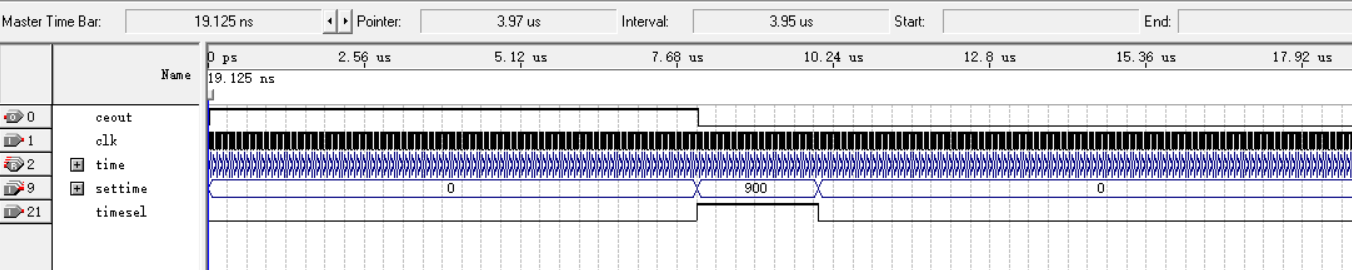 Master Time Bar: 19.125 ns Pointer: 3.97 us Interval: 3.95 us Start: End:
0 ps 2.56 us 5.12 us 7.68 us 10.24 us 12.8 us 15.36 us 17.92 us
Name 19.125 ns
0 ceout
1 clk
2 time
9 settime 0 900 0
21 timesel